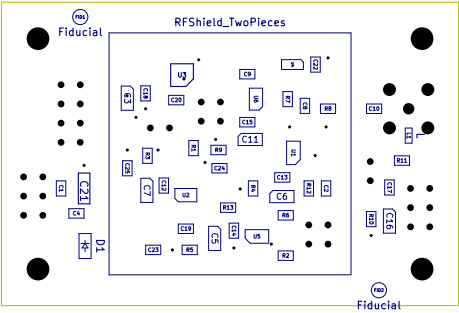 FID1
Fiducial
RFShield_TwoPieces
U3
C9
C22
C3
C18
C20
U6
R7
C8
R8
C10
C15
C11
L1
R1
R9
R3
U1
R11
C25
C24
C13
C1
C21
C7
C12
U2
R4
C6
R12
C2
C17
C4
R13
R6
R10
C16
C19
C14
C5
U5
D1
C23
R5
R2
FID2
Fiducial